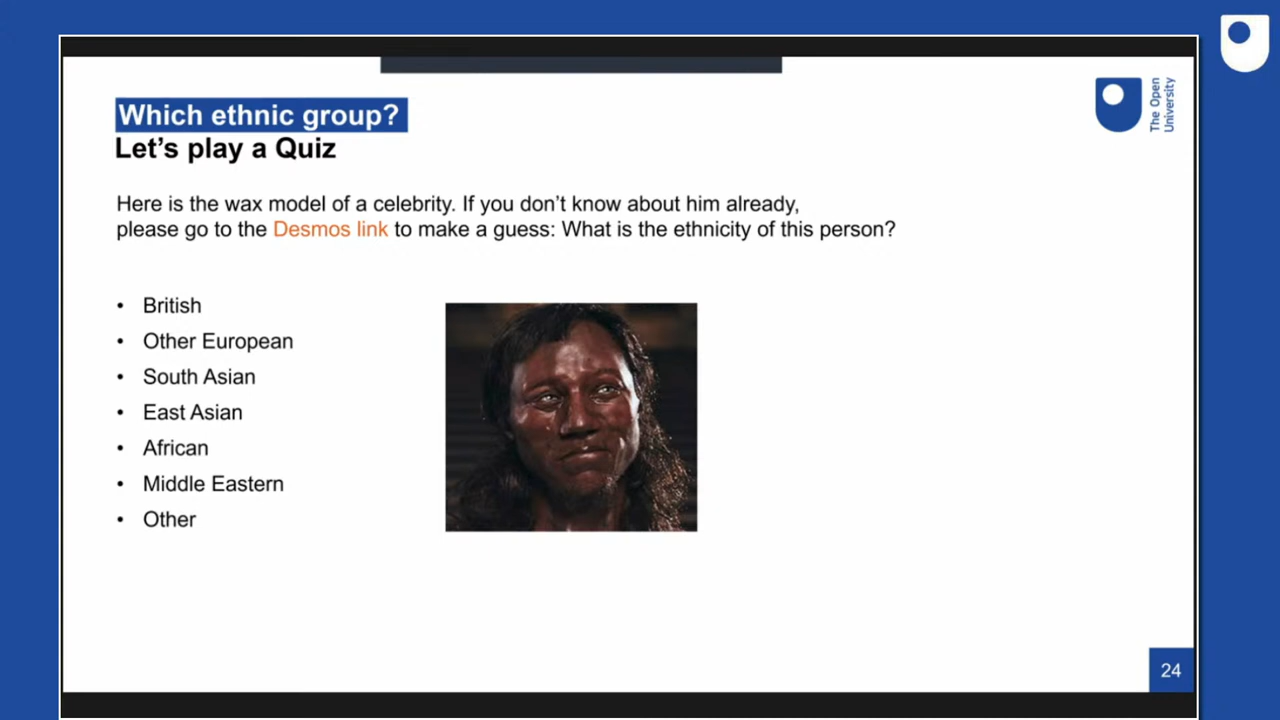 Which ethnic group?
Let's play a Quiz
The Open
University
Here is the wax model of a celebrity. If you don't know about him already,
please go to the Desmos link to make a guess: What is the ethnicity of this person?
• British
• Other European
• South Asian
• East Asian
• African
• Middle Eastern
• Other
24